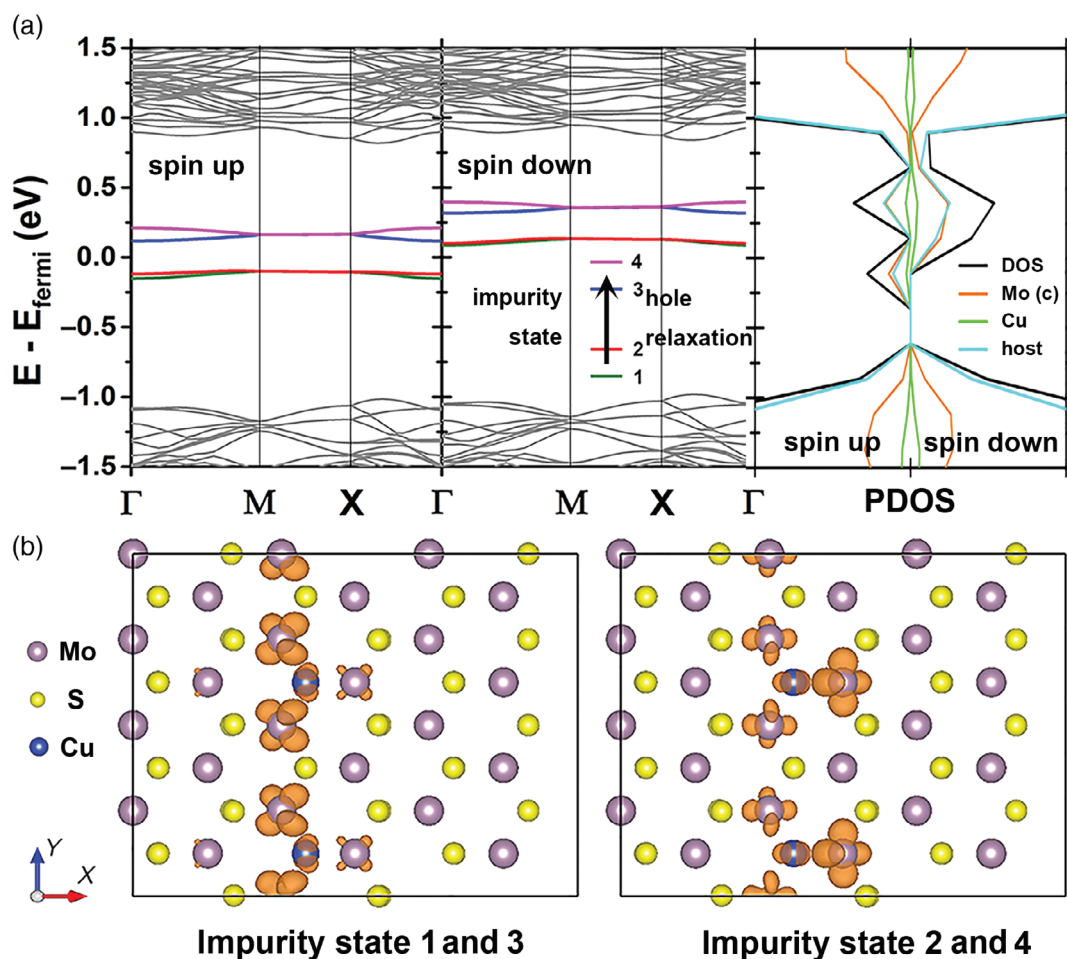 (a)
E - Efermi (eV)
1.5
1.0
0.5
0.0
−0.5
−1.0
−1.5
spin up
spin down
4
impurity 3 hole
state 2 relaxation
1
DOS
Mo (c)
Cu
host
spin up spin down
Γ M X Γ M X Γ PDOS
(b)
Mo
S
Cu
Y
X
Impurity state 1 and 3
Impurity state 2 and 4